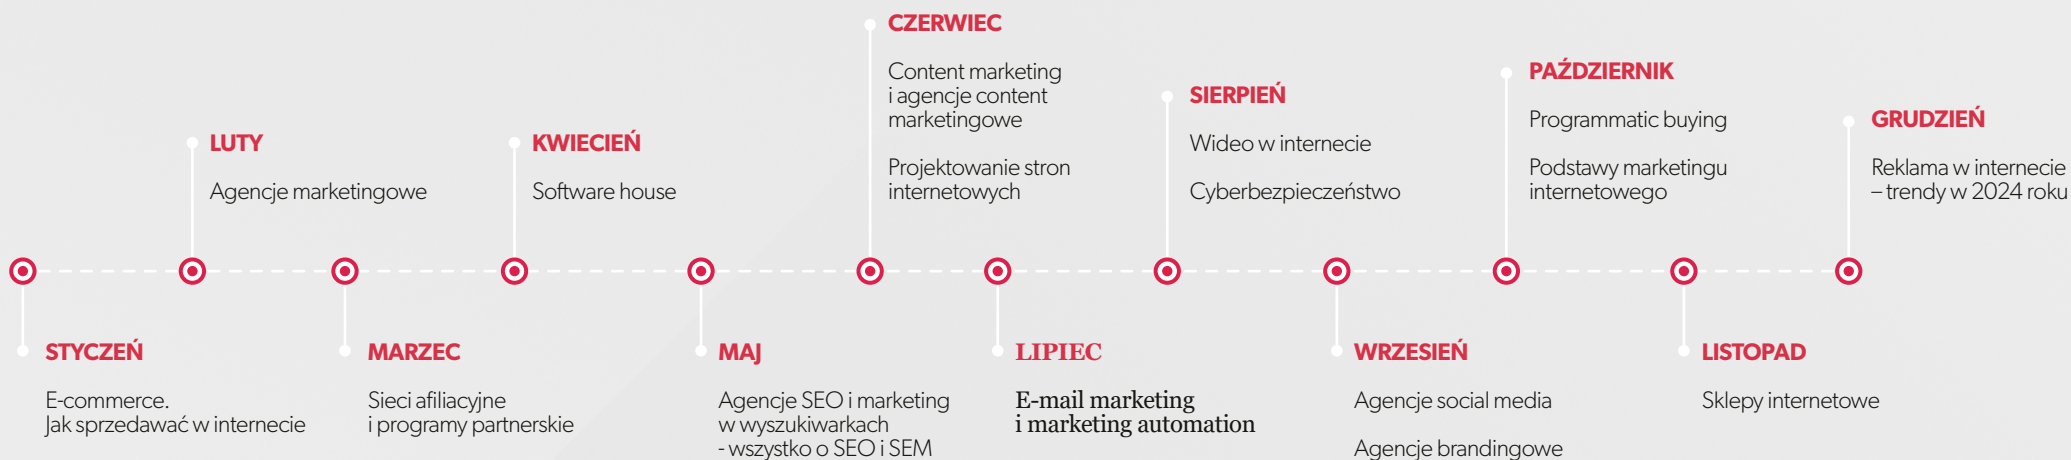 STYCZEŃ
E-commerce.
Jak sprzedawać w internecie
LUTY
Agencje marketingowe
MARZEC
Sieci afiliacyjne
i programy partnerskie
KWIECIEŃ
Software house
MAJ
Agencje SEO i marketing
w wyszukiwarkach
- wszystko o SEO i SEM
CZERWIEC
Content marketing
i agencje content
marketingowe
Projektowanie stron
internetowych
LIPIEC
E-mail marketing
i marketing automation
SIERPIEŃ
Wideo w internecie
Cyberbezpieczeństwo
WRZESIEŃ
Agencje social media
Agencje brandingowe
PAŹDZIERNIK
Programmatic buying
Podstawy marketingu
internetowego
LISTOPAD
Sklepy internetowe
GRUDZIEŃ
Reklama w internecie
– trendy w 2024 roku